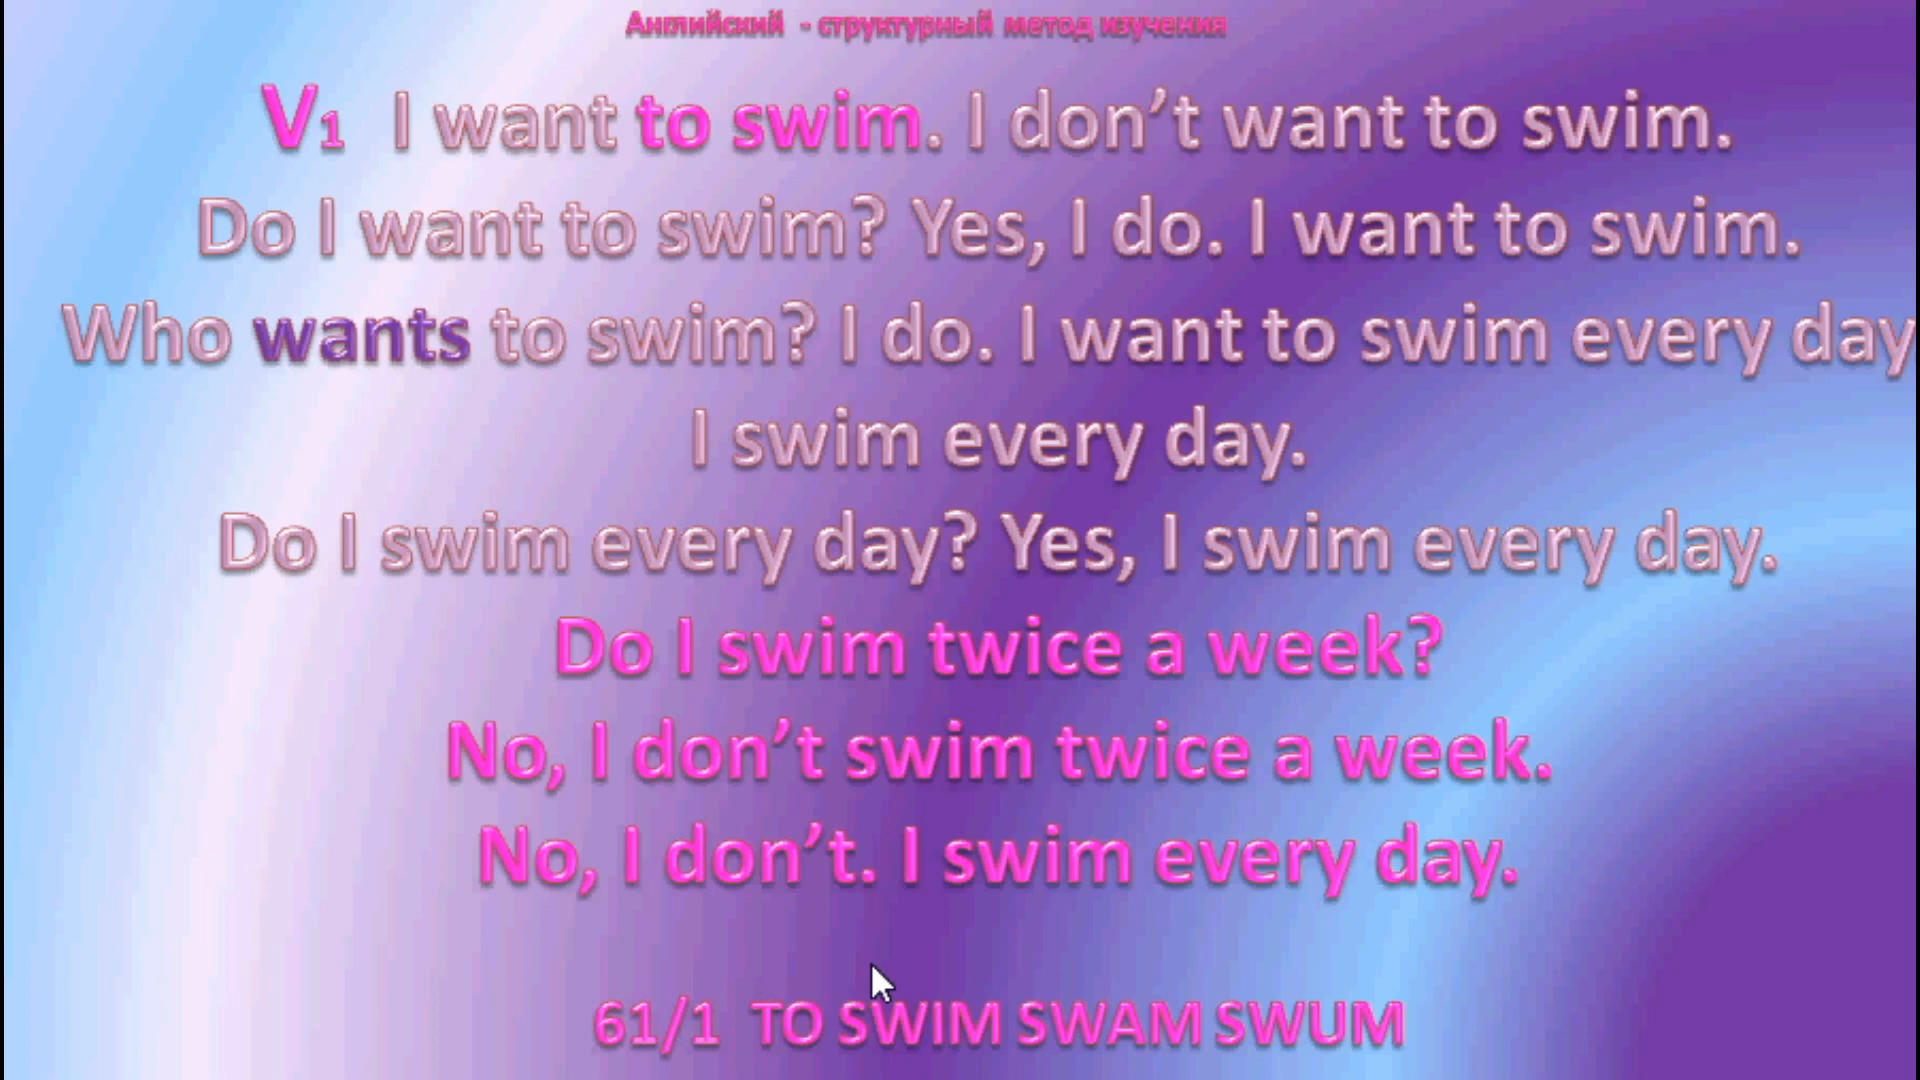 Английский - структурный метод изучения
V1 I want to swim. I don’t want to swim.
Do I want to swim? Yes, I do. I want to swim.
Who wants to swim? I do. I want to swim every day
I swim every day.
Do I swim every day? Yes, I swim every day.
Do I swim twice a week?
No, I don’t swim twice a week.
No, I don’t. I swim every day.
61/1 TO SWIM SWAM SWUM